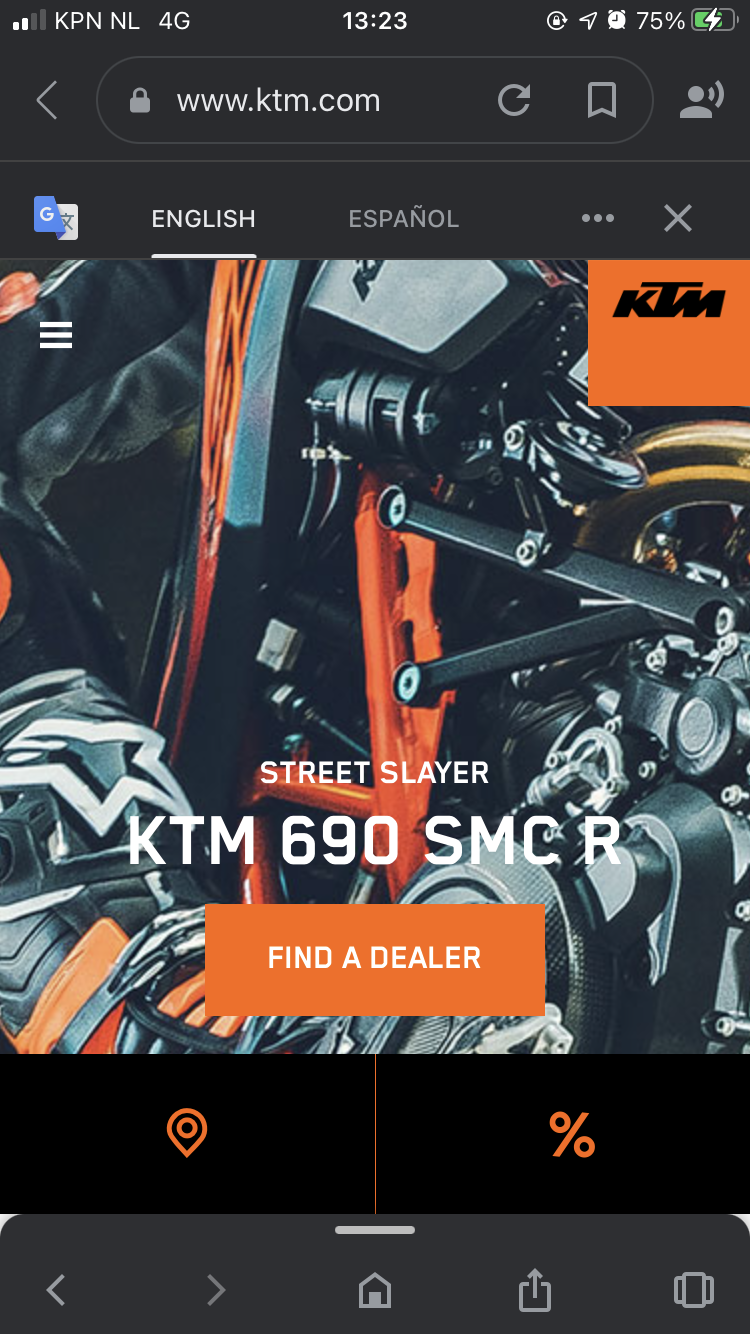 KPN NL 4G 13:23 75%
www.ktm.com
G 文 ENGLISH ESPAÑOL
KTM
STREET SLAYER
KTM 690 SMC R
FIND A DEALER
%